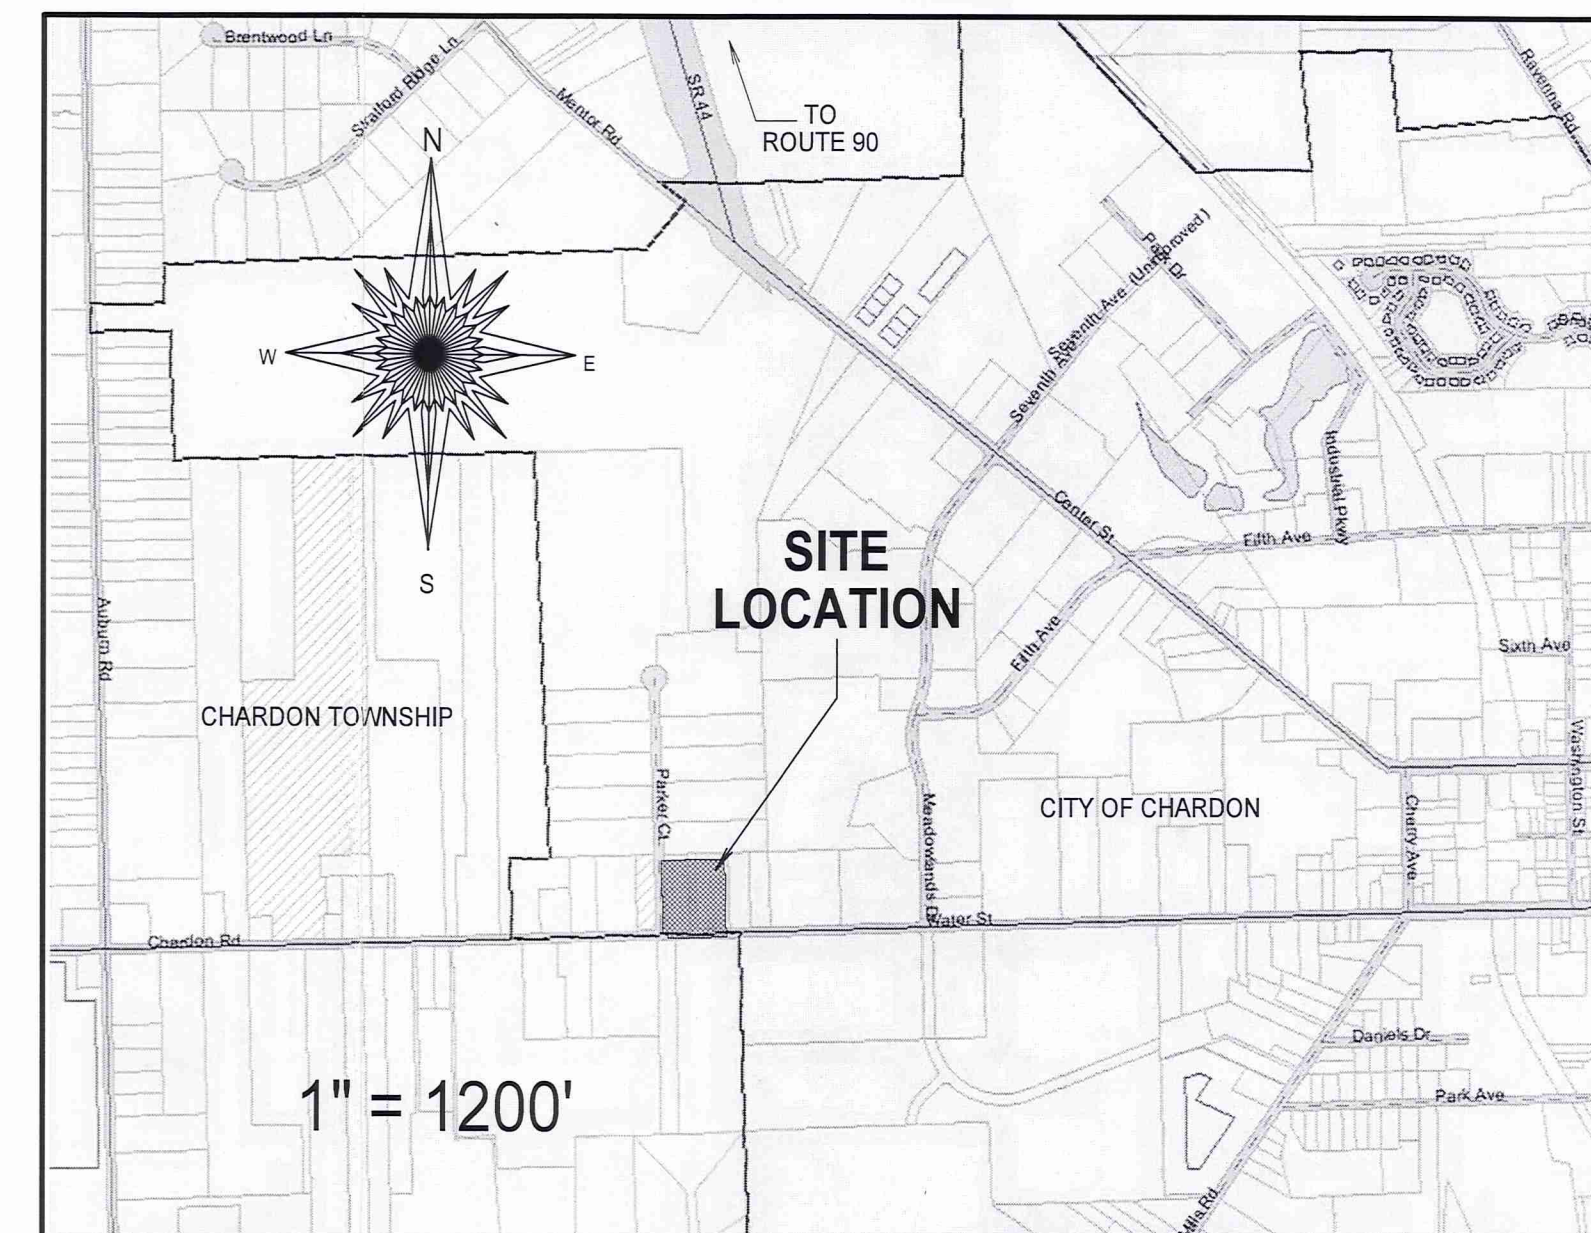 Brentwood Ln
Stratford Ridge Ln
Mentor Rd
SR 44
TO
ROUTE 90
Ravenna Rd
N
W
E
S
Park Dr
Seventh Ave (Unimproved)
Seventh Ave
Industrial Pkwy
Center St
Fifth Ave
SITE
LOCATION
Fifth Ave
Sixth Ave
Auburn Rd
CHARDON TOWNSHIP
Washington St
Parker Ct
Meadowlands Dr
CITY OF CHARDON
Cherry Ave
Water St
Chardon Rd
Daniels Dr
Park Ave
1" = 1200'
Rd